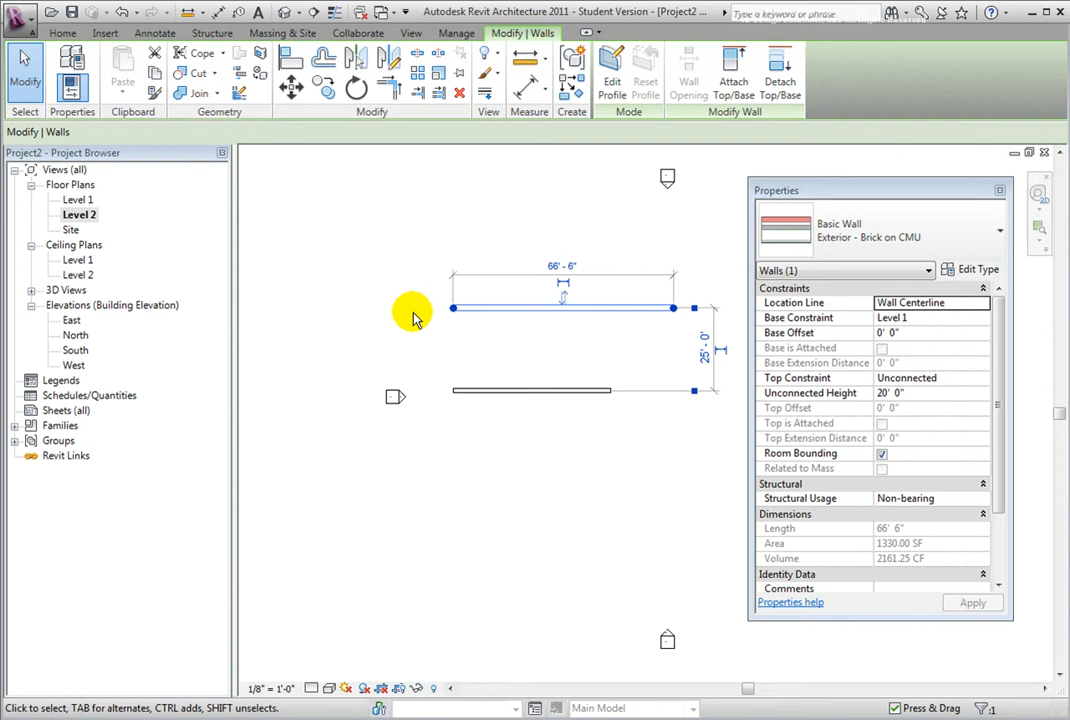 Autodesk Revit Architecture 2011 - Student Version - [Project2 ...
Type a keyword or phrase
Home Insert Annotate Structure Massing & Site Collaborate View Manage Modify | Walls
Modify
Paste
Cope
Cut
Join
Edit Profile
Reset Profile
Wall Opening
Attach Top/Base
Detach Top/Base
Select Properties Clipboard Geometry Modify View Measure Create Mode Modify Wall
Modify | Walls
Project2 - Project Browser
Views (all)
Floor Plans
Level 1
Level 2
Site
Ceiling Plans
Level 1
Level 2
3D Views
Elevations (Building Elevation)
East
North
South
West
Legends
Schedules/Quantities
Sheets (all)
Families
Groups
Revit Links
66' - 6"
25' - 0"
Properties
Basic Wall
Exterior - Brick on CMU
Walls (1)
Edit Type
Constraints
Location Line Wall Centerline
Base Constraint Level 1
Base Offset 0' 0"
Base is Attached
Base Extension Distance 0' 0"
Top Constraint Unconnected
Unconnected Height 20' 0"
Top Offset 0' 0"
Top is Attached
Top Extension Distance 0' 0"
Room Bounding
Related to Mass
Structural
Structural Usage Non-bearing
Dimensions
Length 66' 6"
Area 1330.00 SF
Volume 2161.25 CF
Identity Data
Comments
Properties help
Apply
1/8" = 1'-0"
Click to select, TAB for alternates, CTRL adds, SHIFT unselects.
Main Model
Press & Drag
:1